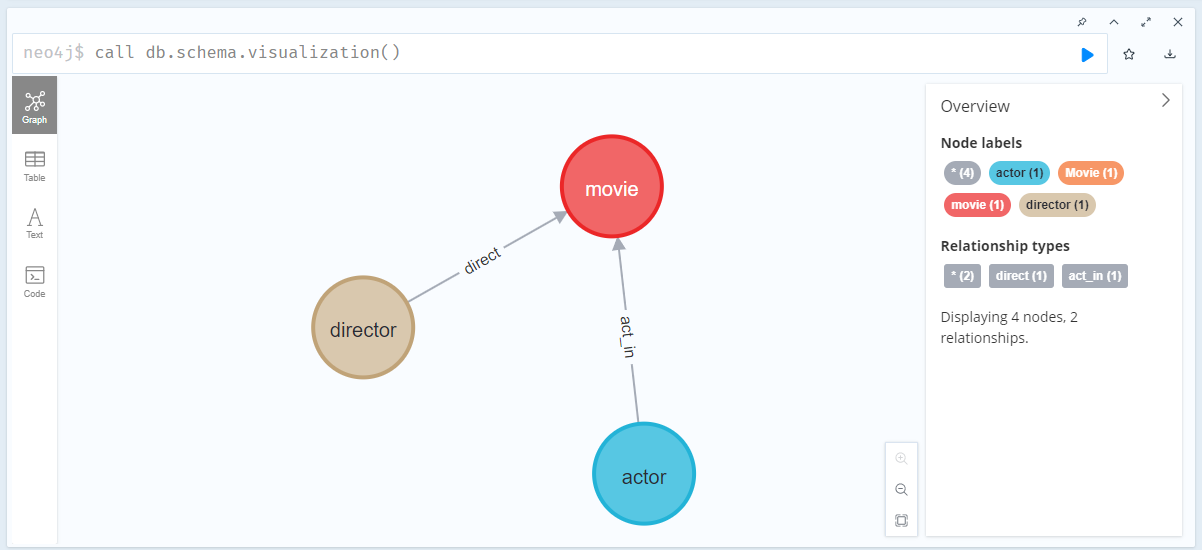 neo4j$ call db.schema.visualization()
Graph
Table
Text
Code
movie
direct
director
act_in
actor
Overview
Node labels
* (4) actor (1) Movie (1)
movie (1) director (1)
Relationship types
* (2) direct (1) act_in (1)
Displaying 4 nodes, 2
relationships.